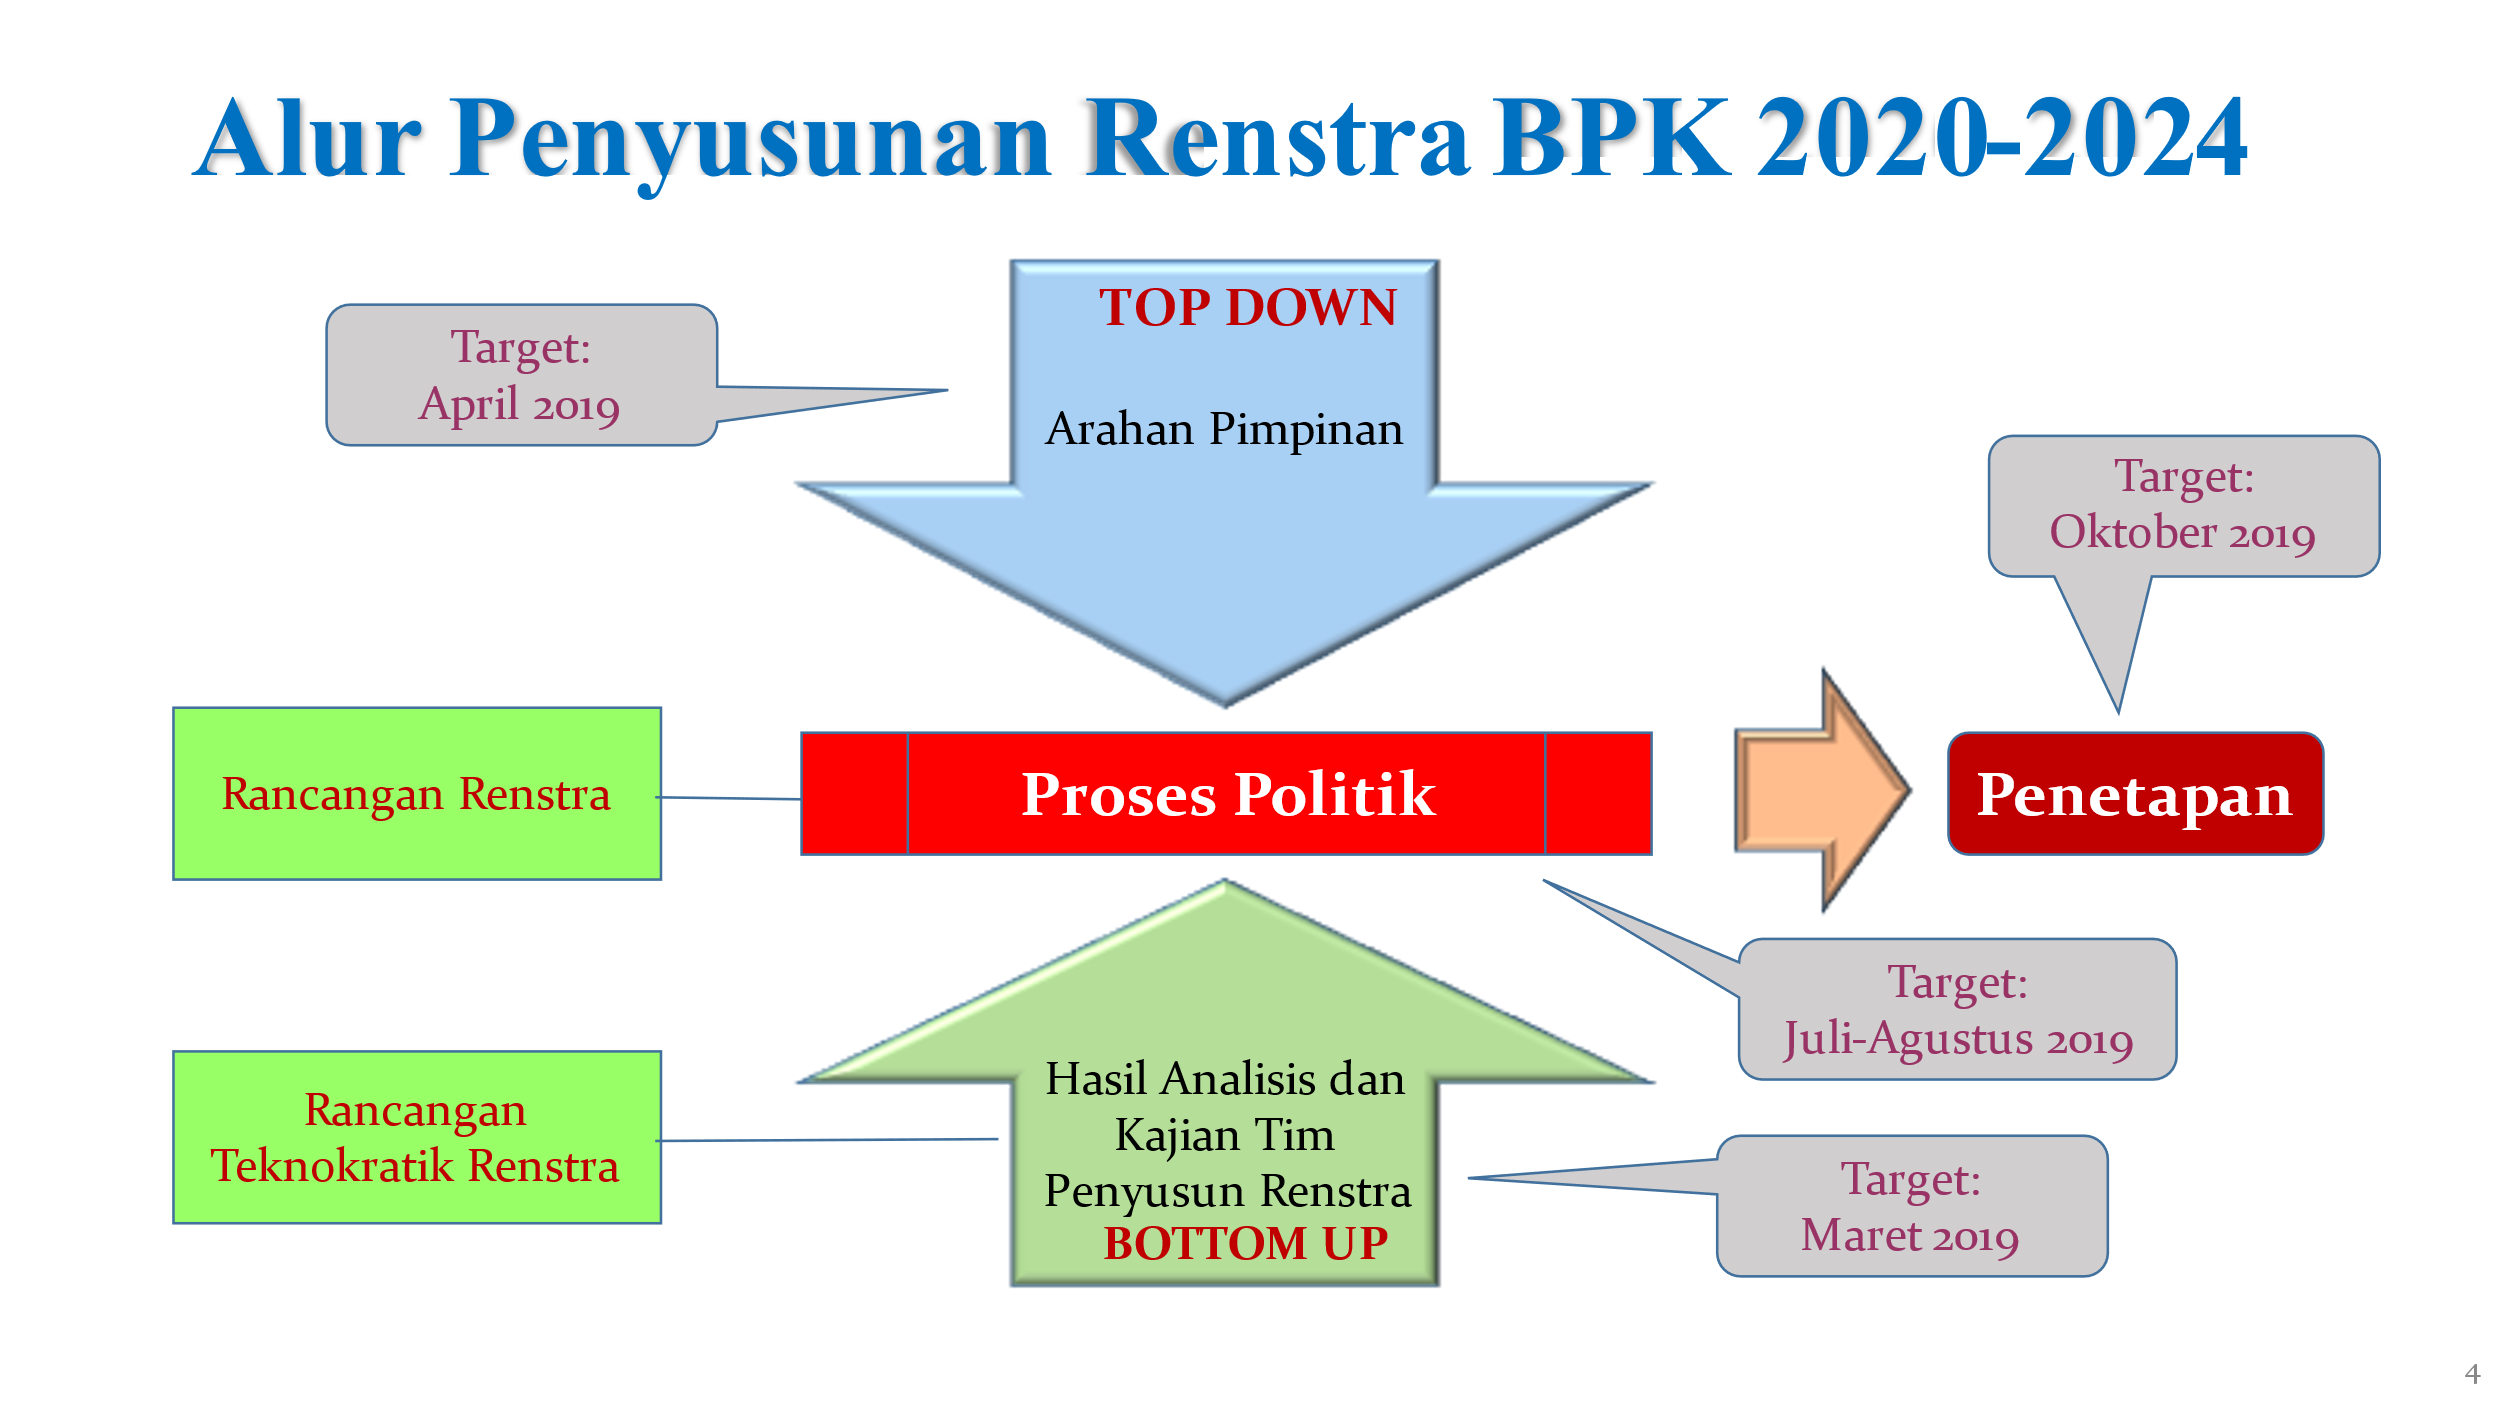 Alur Penyusunan Renstra BPK 2020-2024
TOP DOWN
Arahan Pimpinan
Target:
April 2019
Target:
Oktober 2019
Rancangan Renstra
Proses Politik
Penetapan
Target:
Juli-Agustus 2019
Rancangan
Teknokratik Renstra
Hasil Analisis dan
Kajian Tim
Penyusun Renstra
BOTTOM UP
Target:
Maret 2019
4